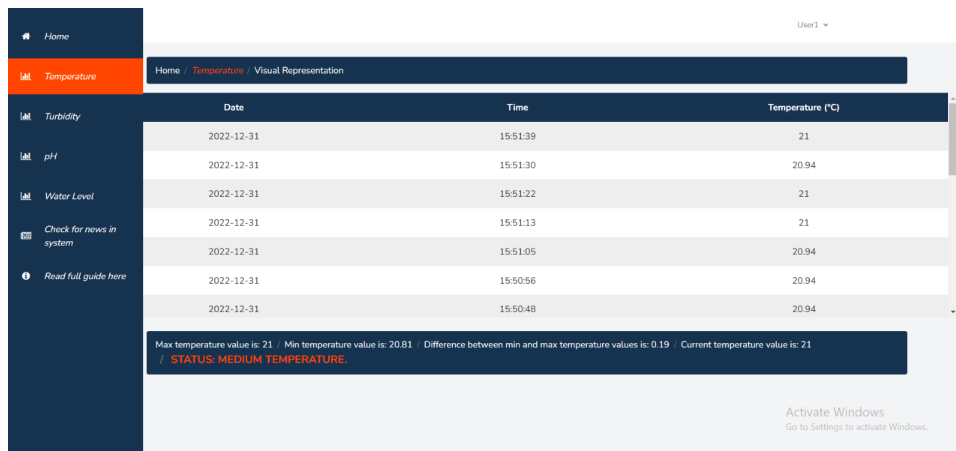 User1
Home
Temperature
Turbidity
pH
Water Level
Check for news in
system
Read full guide here
Home / Temperature / Visual Representation
Date Time Temperature (°C)
2022-12-31 15:51:39 21
2022-12-31 15:51:30 20.94
2022-12-31 15:51:22 21
2022-12-31 15:51:13 21
2022-12-31 15:51:05 20.94
2022-12-31 15:50:56 20.94
2022-12-31 15:50:48 20.94
Max temperature value is: 21 / Min temperature value is: 20.81 / Difference between min and max temperature values is: 0.19 / Current temperature value is: 21
/ STATUS: MEDIUM TEMPERATURE.
Activate Windows
Go to Settings to activate Windows.